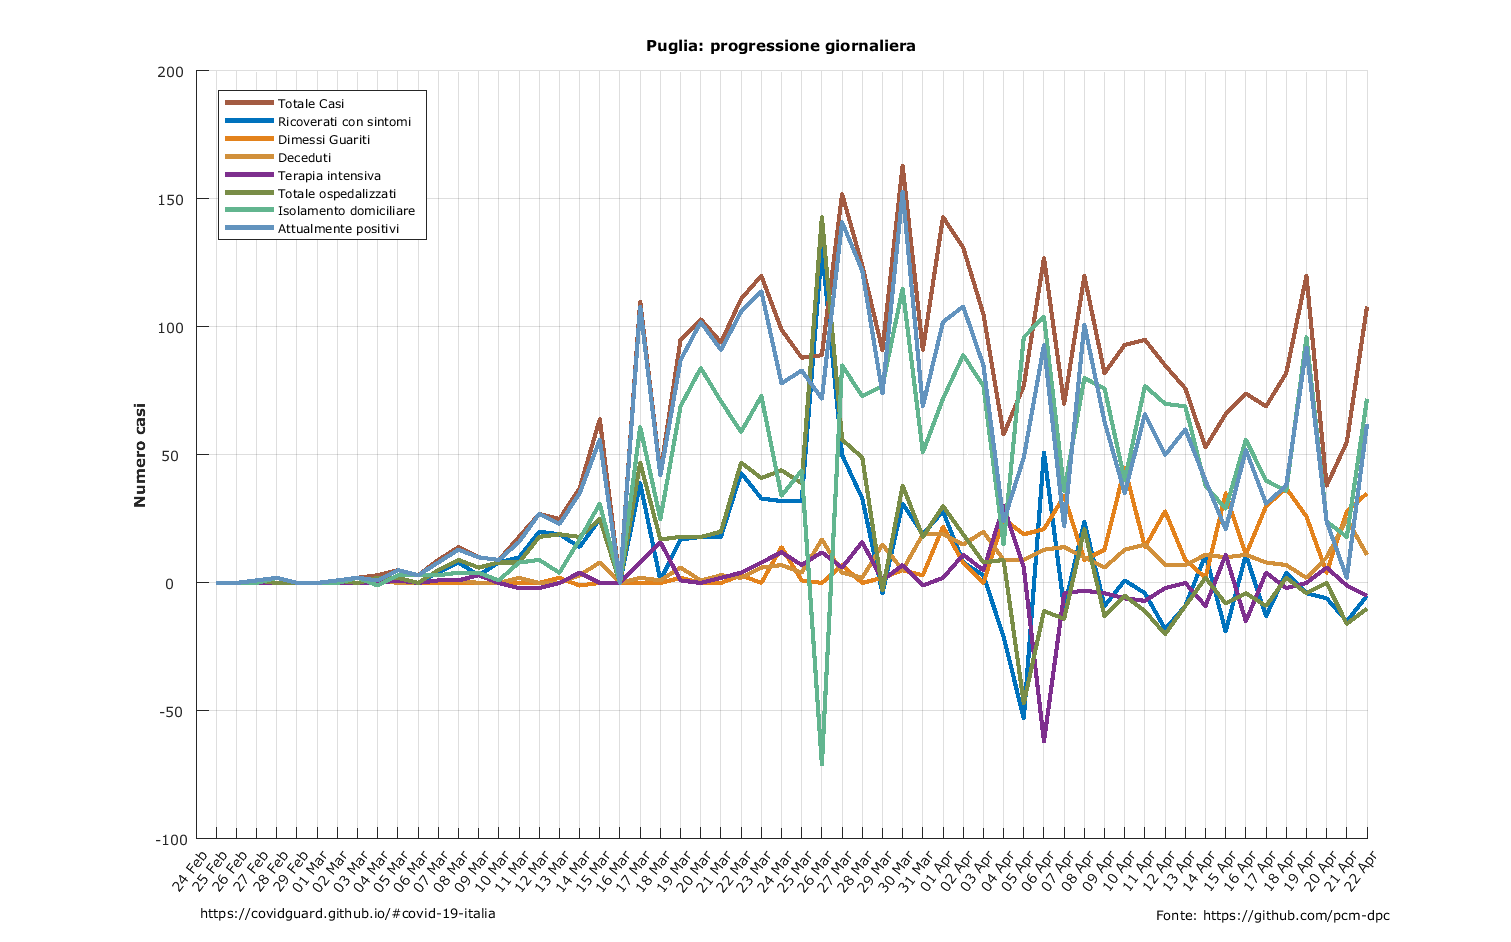 Puglia: progressione giornaliera
Numero casi
200
150
100
50
0
-50
-100
Totale Casi
Ricoverati con sintomi
Dimessi Guariti
Deceduti
Terapia intensiva
Totale ospedalizzati
Isolamento domiciliare
Attualmente positivi
24 Feb
25 Feb
26 Feb
27 Feb
28 Feb
29 Feb
01 Mar
02 Mar
03 Mar
04 Mar
05 Mar
06 Mar
07 Mar
08 Mar
09 Mar
10 Mar
11 Mar
12 Mar
13 Mar
14 Mar
15 Mar
16 Mar
17 Mar
18 Mar
19 Mar
20 Mar
21 Mar
22 Mar
23 Mar
24 Mar
25 Mar
26 Mar
27 Mar
28 Mar
29 Mar
30 Mar
31 Mar
01 Apr
02 Apr
03 Apr
04 Apr
05 Apr
06 Apr
07 Apr
08 Apr
09 Apr
10 Apr
11 Apr
12 Apr
13 Apr
14 Apr
15 Apr
16 Apr
17 Apr
18 Apr
19 Apr
20 Apr
21 Apr
22 Apr
https://covidguard.github.io/#covid-19-italia
Fonte: https://github.com/pcm-dpc